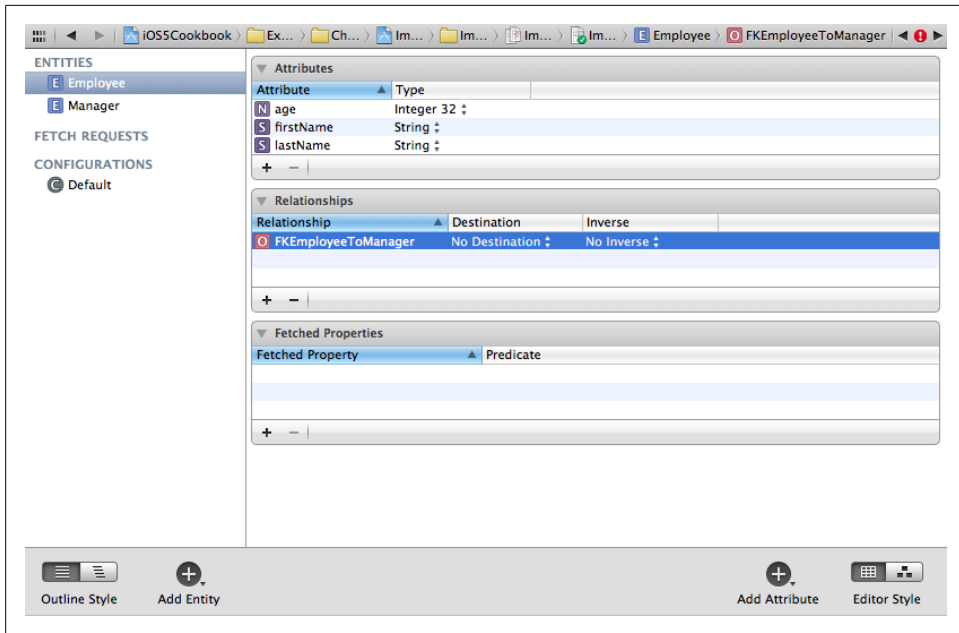 iOS5Cookbook Ex... Ch... Im... Im... Im... Im... E Employee O FKEmployeeToManager
ENTITIES
E Employee
E Manager
FETCH REQUESTS
CONFIGURATIONS
C Default
Attributes
Attribute Type
N age Integer 32
S firstName String
S lastName String
+ −
Relationships
Relationship Destination Inverse
O FKEmployeeToManager No Destination No Inverse
+ −
Fetched Properties
Fetched Property Predicate
+ −
Outline Style Add Entity Add Attribute Editor Style